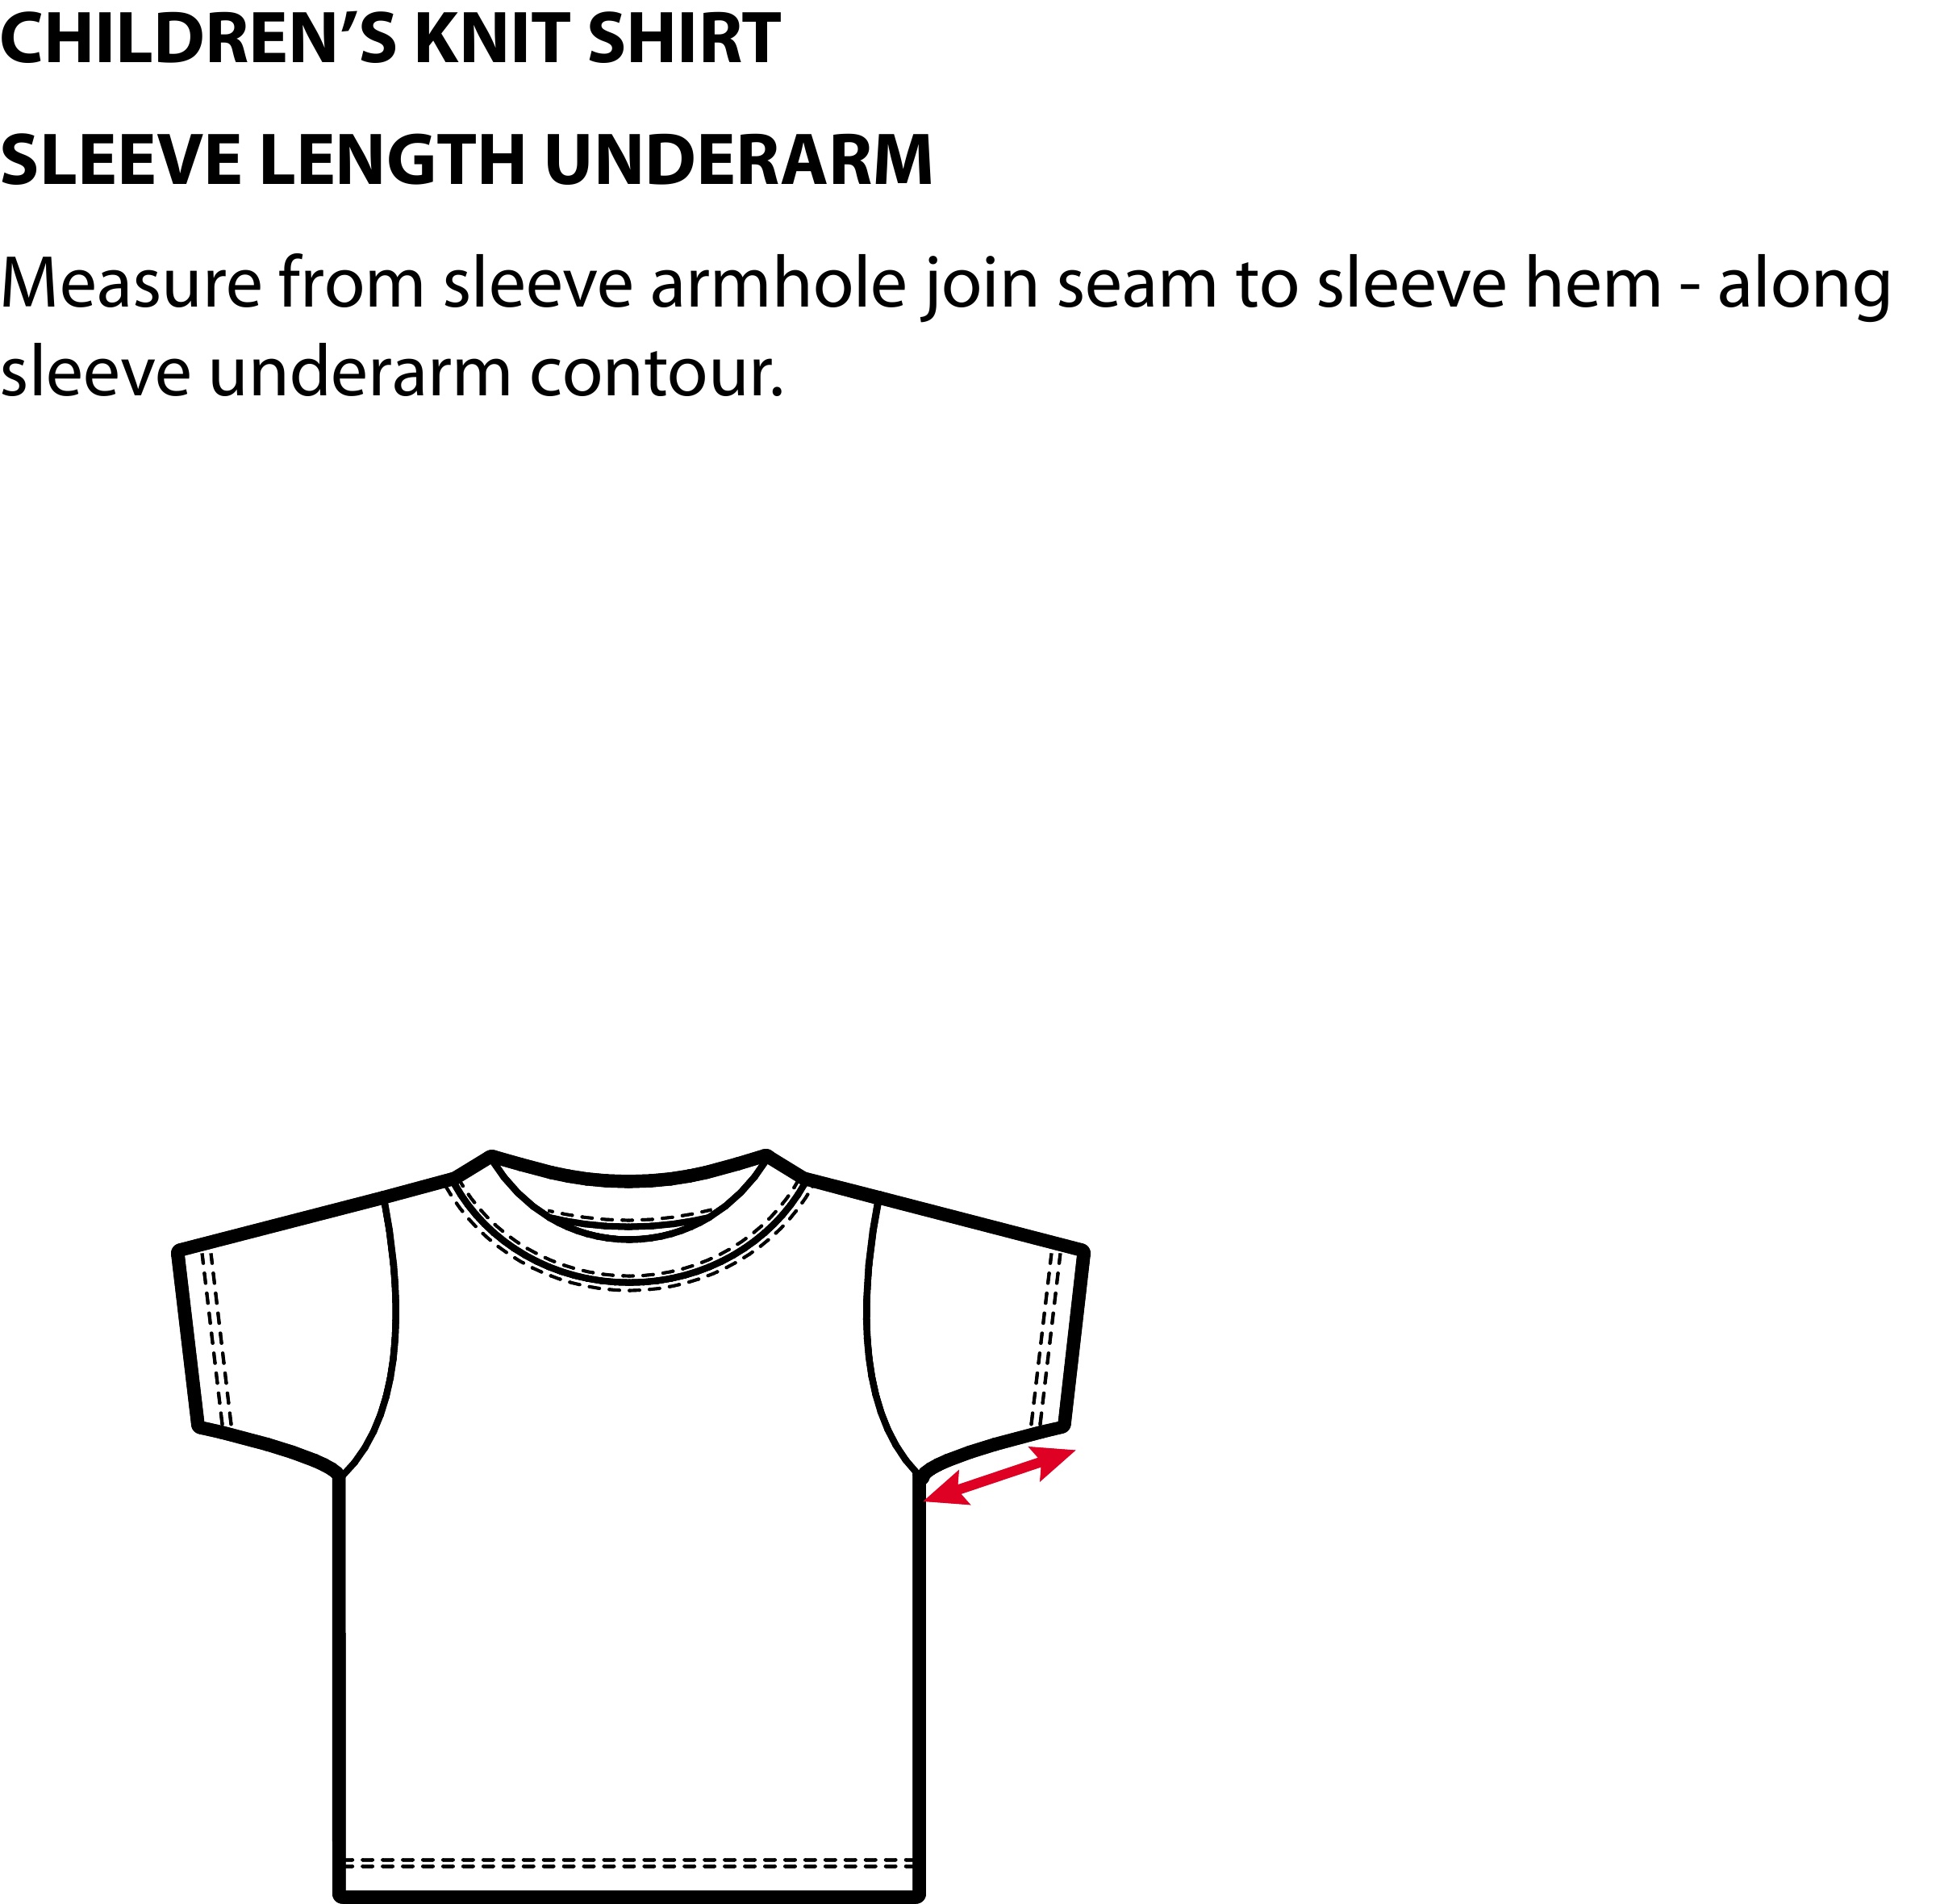 CHILDREN’S KNIT SHIRT
SLEEVE LENGTH UNDERARM
Measure from sleeve armhole join seam to sleeve hem - along
sleeve underarm contour.